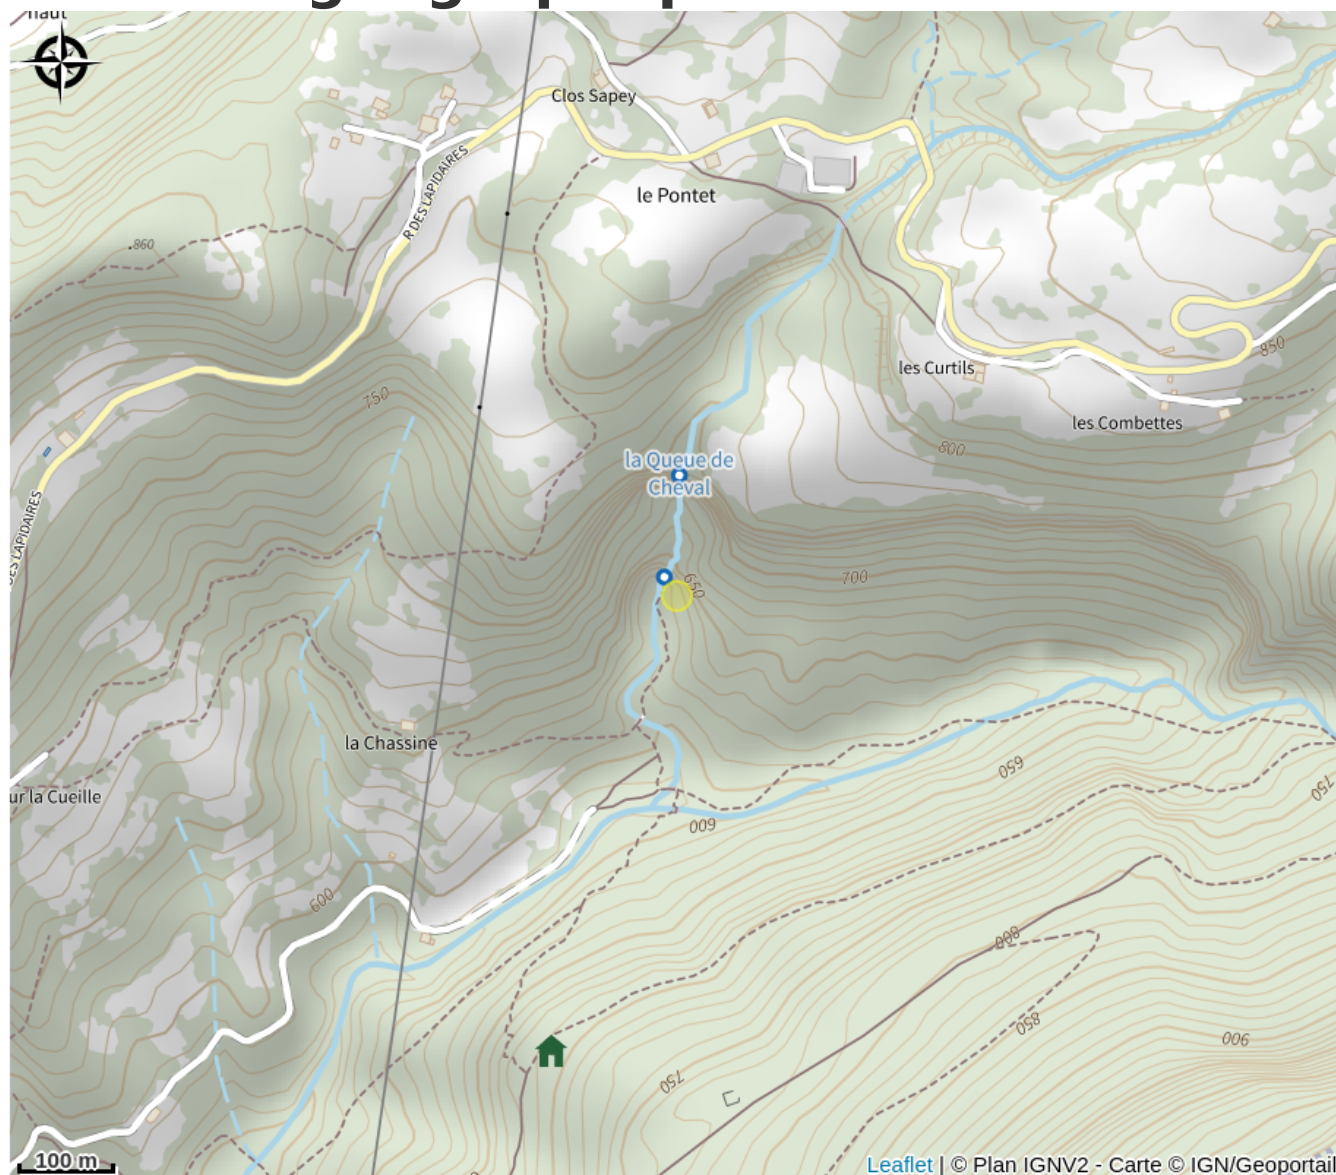 haut
Clos Sapey
R DES LAPIDAIRES
le Pontet
.860
850
les Curtils
750
les Combettes
800
la Queue de
Cheval
DES LAPIDAIRES
700
650
la Chassine
650
750
ur la Cueille
600
600
800
850
900
750
100 m
Leaflet | © Plan IGNV2 - Carte © IGN/Geoportail